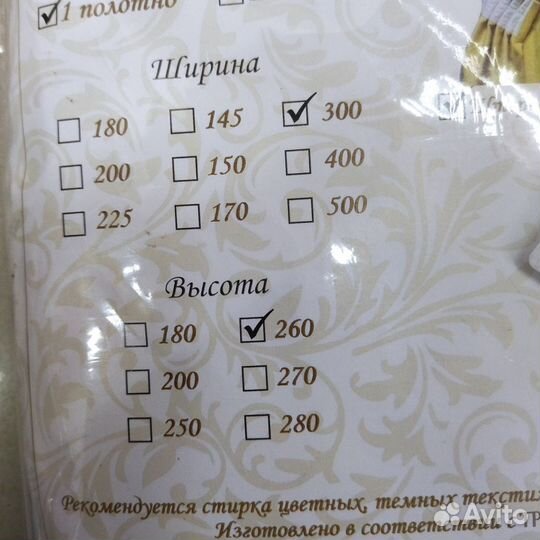 1 полотно
Ширина
180 145 300
200 150 400
225 170 500
Высота
180 260
200 270
250 280
Рекомендуется стирка цветных, темных
Изготовлено в соответствии с
Avito